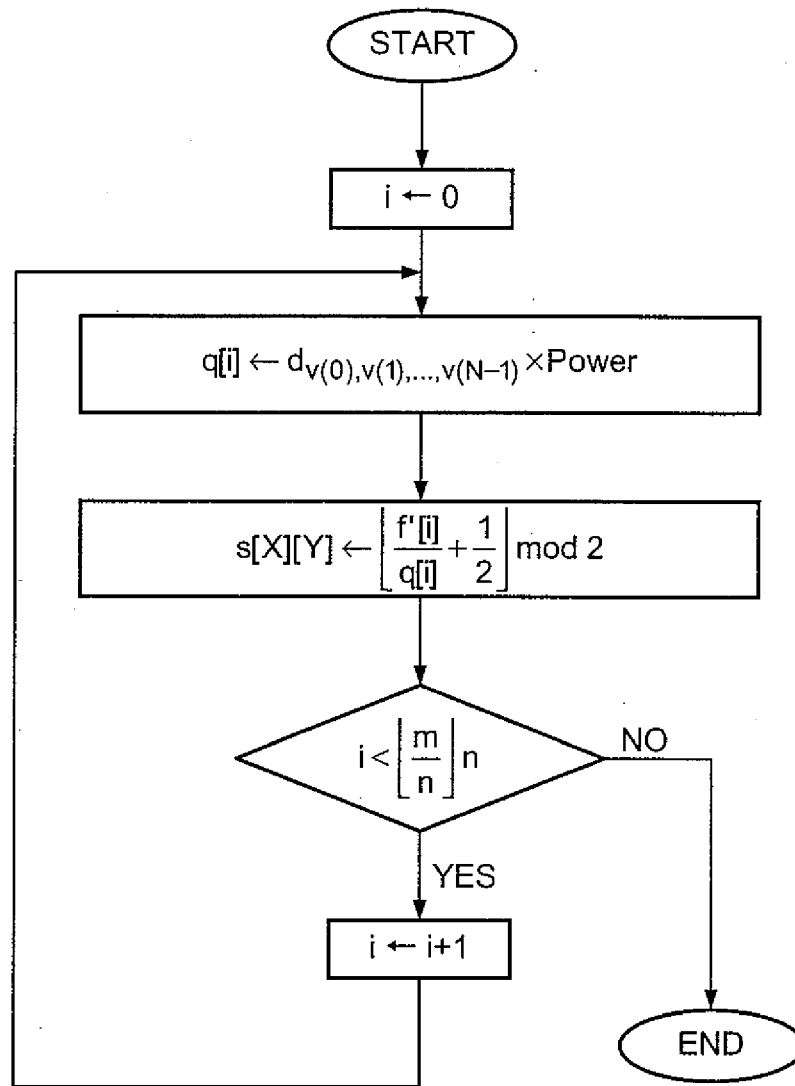 START
i ← 0
q[i] ← d_{v(0),v(1),...,v(N–1)} ×Power
s[X][Y] ← ⌊f'[i]/q[i] + 1/2⌋ mod 2
i < ⌊m/n⌋ n
NO
YES
i ← i+1
END